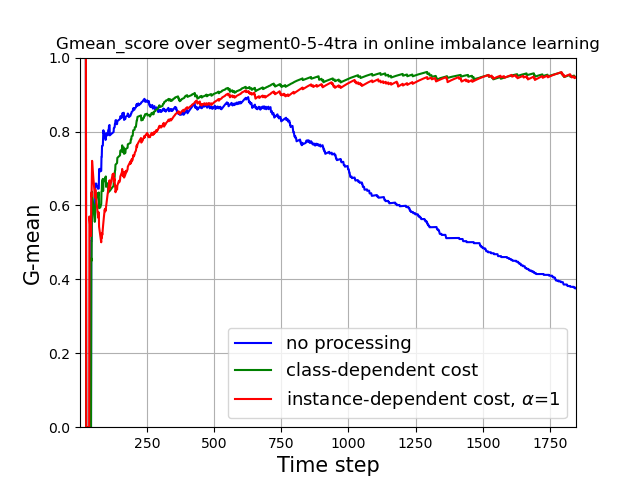 Gmean_score over segment0-5-4tra in online imbalance learning
1.0
0.8
0.6
0.4
0.2
0.0
G-mean
no processing
class-dependent cost
instance-dependent cost, α=1
250 500 750 1000 1250 1500 1750
Time step